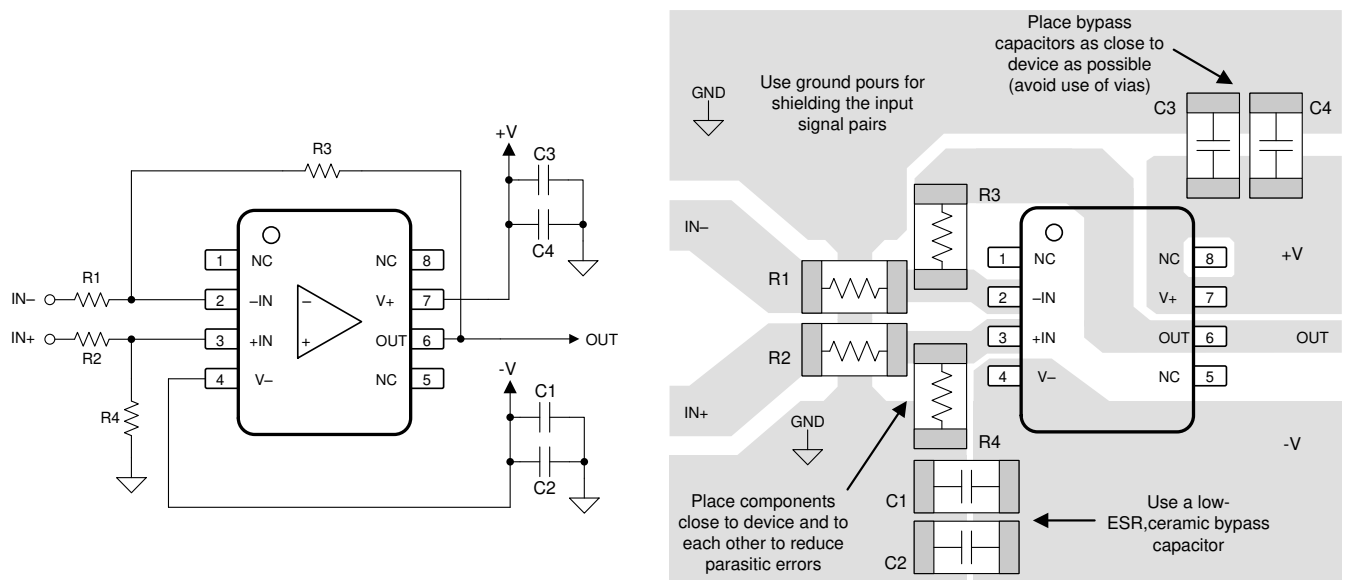 R3
+V
C3
C4
1
NC
NC
8
R1
IN–
2
–IN
–
V+
7
IN+
R2
3
+IN
+
OUT
6
OUT
4
V–
NC
5
-V
R4
C1
C2
Place bypass
capacitors as close to
device as possible
(avoid use of vias)
Use ground pours for
shielding the input
signal pairs
GND
C3
C4
R3
IN–
R1
1
NC
NC
8
+V
2
–IN
V+
7
R2
3
+IN
OUT
6
OUT
4
V–
NC
5
IN+
GND
R4
-V
Place components
close to device and to
each other to reduce
parasitic errors
C1
C2
Use a low-
ESR,ceramic bypass
capacitor